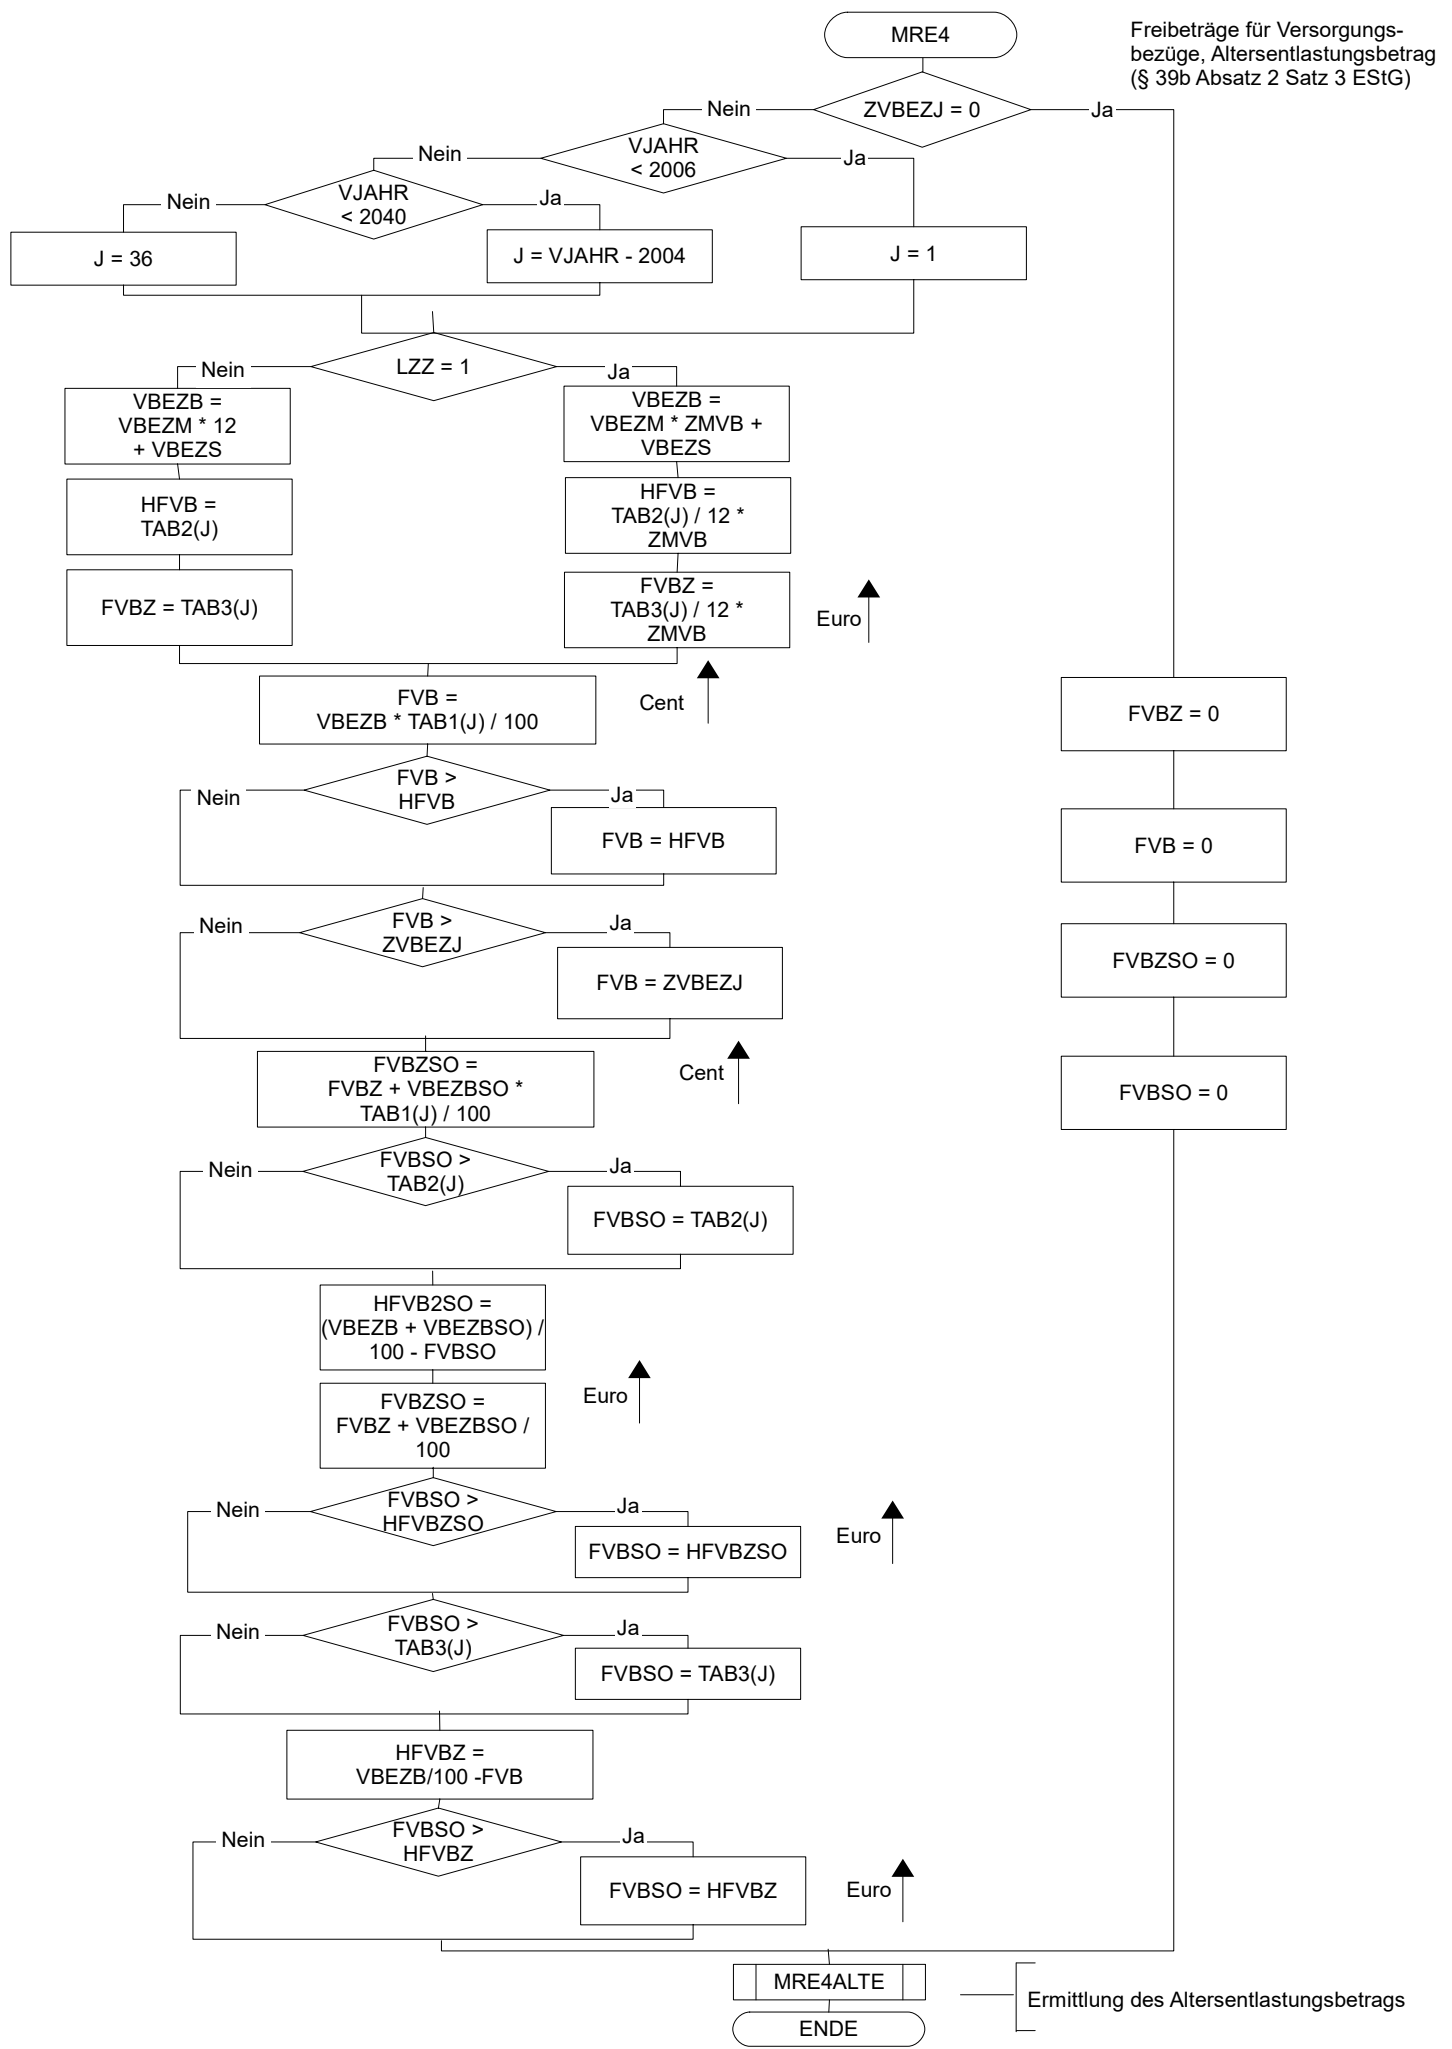 MRE4
Freibeträge für Versorgungs-
bezüge, Altersentlastungsbetrag
(§ 39b Absatz 2 Satz 3 EStG)
ZVBEZJ = 0
Nein
Ja
VJAHR
< 2006
Nein
Ja
VJAHR
< 2040
Nein
Ja
J = 36
J = VJAHR - 2004
J = 1
LZZ = 1
Nein
Ja
VBEZB =
VBEZM * 12
+ VBEZS
VBEZB =
VBEZM * ZMVB +
VBEZS
HFVB =
TAB2(J)
HFVB =
TAB2(J) / 12 *
ZMVB
FVBZ = TAB3(J)
FVBZ =
TAB3(J) / 12 *
ZMVB
Euro
FVB =
VBEZB * TAB1(J) / 100
Cent
FVBZ = 0
FVB >
HFVB
Nein
Ja
FVB = HFVB
FVB = 0
FVB >
ZVBEZJ
Nein
Ja
FVB = ZVBEZJ
FVBZSO = 0
FVBZSO =
FVBZ + VBEZBSO *
TAB1(J) / 100
Cent
FVBSO = 0
FVBSO >
TAB2(J)
Nein
Ja
FVBSO = TAB2(J)
HFVB2SO =
(VBEZB + VBEZBSO) /
100 - FVBSO
FVBZSO =
FVBZ + VBEZBSO /
100
Euro
FVBSO >
HFVBZSO
Nein
Ja
FVBSO = HFVBZSO
Euro
FVBSO >
TAB3(J)
Nein
Ja
FVBSO = TAB3(J)
HFVBZ =
VBEZB/100 -FVB
FVBSO >
HFVBZ
Nein
Ja
FVBSO = HFVBZ
Euro
MRE4ALTE
Ermittlung des Altersentlastungsbetrags
ENDE